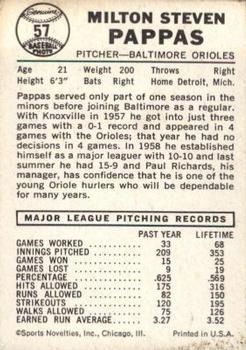 Genuine
57
BASEBALL
PHOTO
MILTON STEVEN
PAPPAS
PITCHER—BALTIMORE ORIOLES
Age 21 Weight 200 Throws Right
Height 6'3" Bats Right Home Detroit, Mich.
Pappas served only part of one season in the
minors before joining Baltimore as a regular.
With Knoxville in 1957 he got into just three
games with a 0-1 record and appeared in 4
games with the Orioles; that year he had no
decisions in 4 games. In 1958 he established
himself as a major leaguer with 10-10 and last
summer he had 15-9 and Paul Richards, his
manager, has confidence that he is one of the
young Oriole hurlers who will be dependable
for many years.
MAJOR LEAGUE PITCHING RECORDS
PAST YEAR LIFETIME
GAMES WORKED 33 68
INNINGS PITCHED 209 353
GAMES WON 15 25
GAMES LOST 9 19
PERCENTAGE .625 .569
HITS ALLOWED 175 316
RUNS ALLOWED 82 150
STRIKEOUTS 120 195
WALKS ALLOWED 75 126
EARNED RUN AVERAGE 3.27 3.52
©Sports Novelties, Inc., Chicago, Ill. Printed in U.S.A.